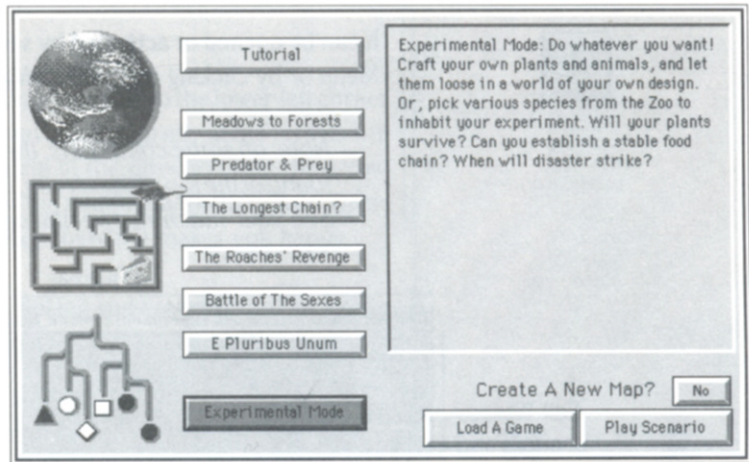 Tutorial
Meadows to Forests
Predator & Prey
The Longest Chain?
The Roaches' Revenge
Battle of The Sexes
E Pluribus Unum
Experimental Mode
Experimental Mode: Do whatever you want!
Craft your own plants and animals, and let
them loose in a world of your own design.
Or, pick various species from the Zoo to
inhabit your experiment. Will your plants
survive? Can you establish a stable food
chain? When will disaster strike?
Create A New Map? No
Load A Game Play Scenario